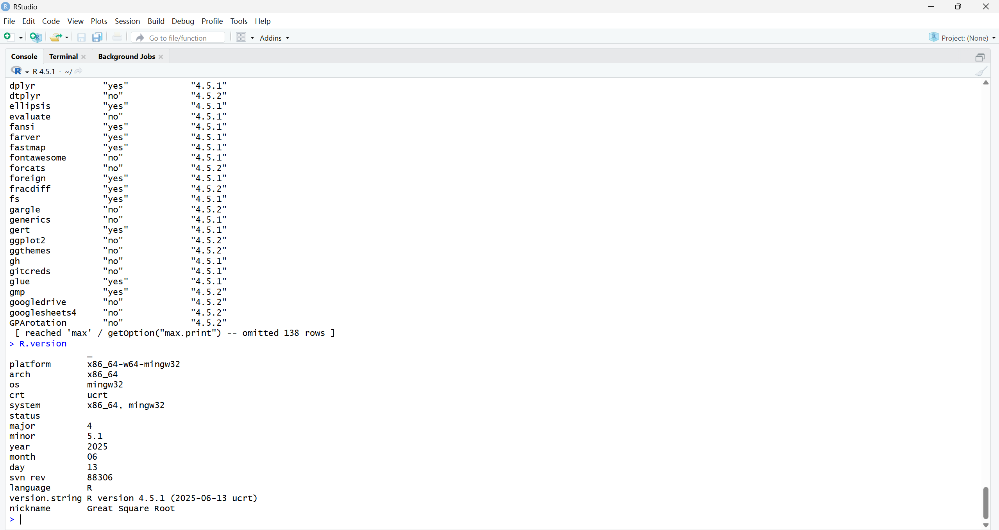 RStudio
File Edit Code View Plots Session Build Debug Profile Tools Help
Go to file/function Addins Project: (None)
Console Terminal Background Jobs
R 4.5.1 · ~/
dplyr "yes" "4.5.1"
dtplyr "no" "4.5.2"
ellipsis "yes" "4.5.1"
evaluate "no" "4.5.1"
fansi "yes" "4.5.1"
farver "yes" "4.5.1"
fastmap "yes" "4.5.1"
fontawesome "no" "4.5.1"
forcats "no" "4.5.2"
foreign "yes" "4.5.1"
fracdiff "yes" "4.5.2"
fs "yes" "4.5.1"
gargle "no" "4.5.2"
generics "no" "4.5.1"
gert "yes" "4.5.1"
ggplot2 "no" "4.5.2"
ggthemes "no" "4.5.2"
gh "no" "4.5.1"
gitcreds "no" "4.5.1"
glue "yes" "4.5.1"
gmp "yes" "4.5.2"
googledrive "no" "4.5.2"
googlesheets4 "no" "4.5.2"
GPArotation "no" "4.5.2"
[ reached 'max' / getOption("max.print") -- omitted 138 rows ]
> R.version
_
platform x86_64-w64-mingw32
arch x86_64
os mingw32
crt ucrt
system x86_64, mingw32
status
major 4
minor 5.1
year 2025
month 06
day 13
svn rev 88306
language R
version.string R version 4.5.1 (2025-06-13 ucrt)
nickname Great Square Root
>